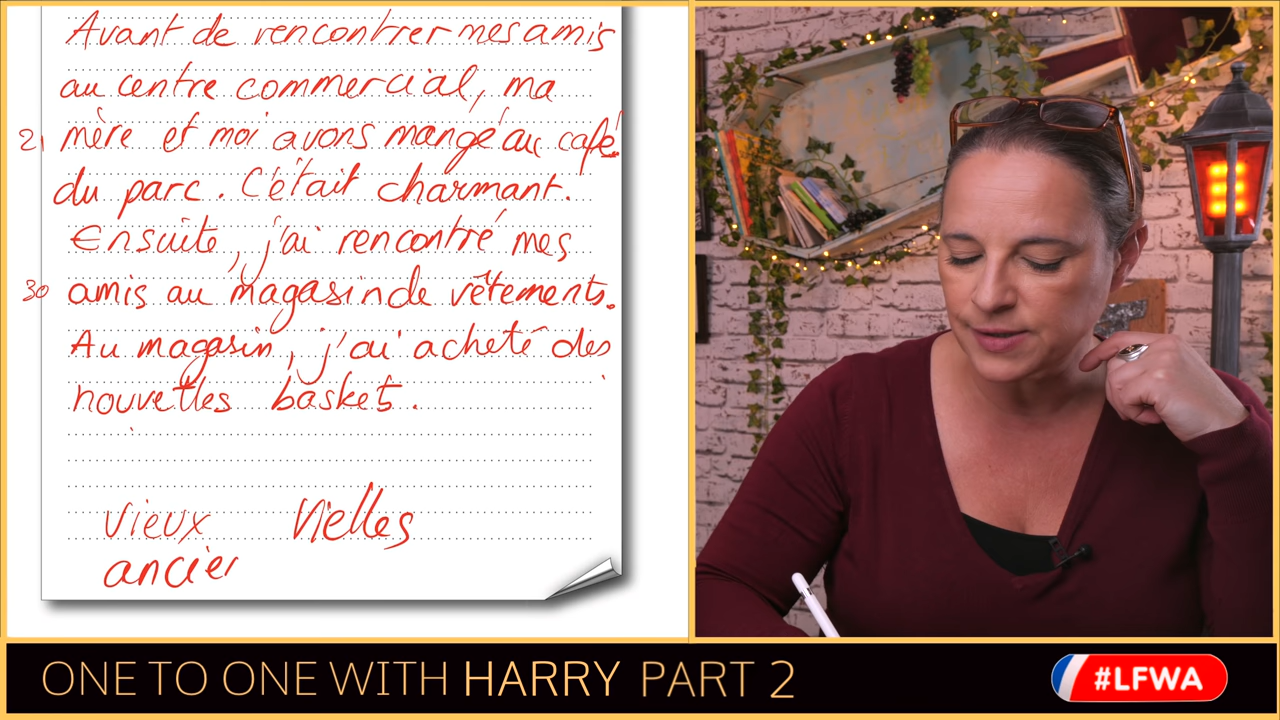 Avant de rencontrer mes amis
au centre commercial, ma
21 mère et moi avons mangé au café
du parc. C'était charmant.
Ensuite, j'ai rencontré mes
30 amis au magasin de vêtements.
Au magasin, j'ai acheté des
nouvelles baskets.
vieux Vielles
ancier
ONE TO ONE WITH HARRY PART 2
#LFWA